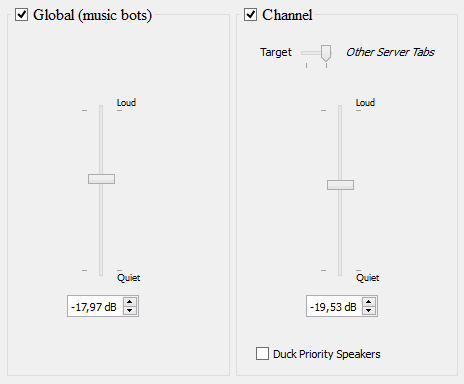 Global (music bots)
Loud
Quiet
-17,97 dB
Channel
Target Other Server Tabs
Loud
Quiet
-19,53 dB
Duck Priority Speakers